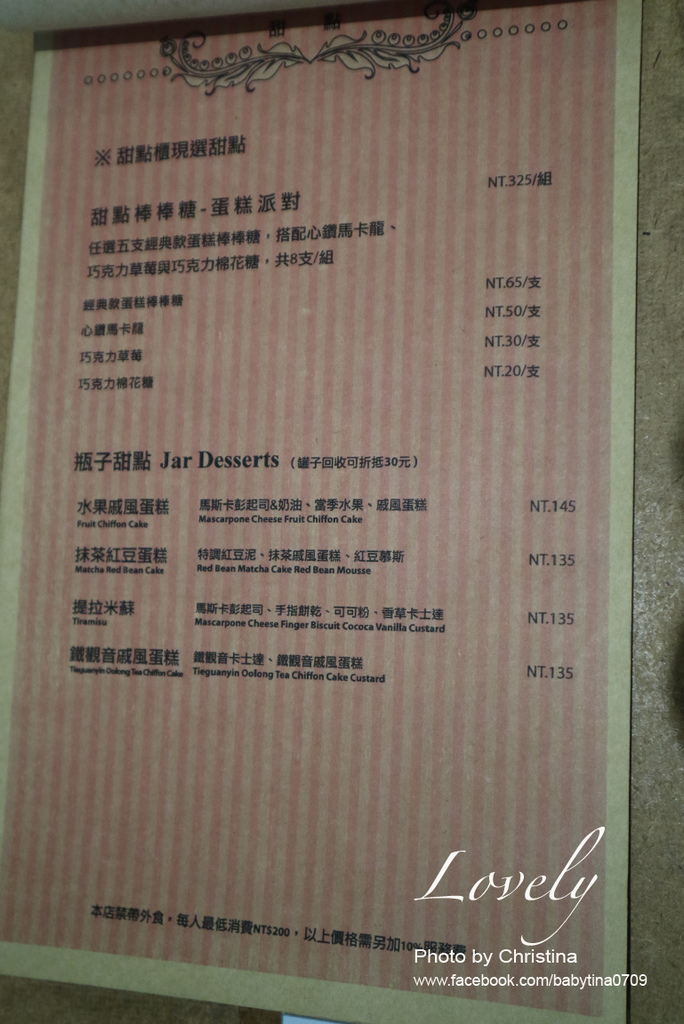 甜 點
※ 甜點櫃現選甜點
甜點棒棒糖-蛋糕派對 NT.325/組
任選五支經典款蛋糕棒棒糖，搭配心鑽馬卡龍、
巧克力草莓與巧克力棉花糖，共8支/組
經典款蛋糕棒棒糖 NT.65/支
心鑽馬卡龍 NT.50/支
巧克力草莓 NT.30/支
巧克力棉花糖 NT.20/支
瓶子甜點 Jar Desserts（罐子回收可折抵30元）
水果戚風蛋糕 馬斯卡彭起司&奶油、當季水果、戚風蛋糕 NT.145
Fruit Chiffon Cake Mascarpone Cheese Fruit Chiffon Cake
抹茶紅豆蛋糕 特調紅豆泥、抹茶戚風蛋糕、紅豆慕斯 NT.135
Matcha Red Bean Cake Red Bean Matcha Cake Red Bean Mousse
提拉米蘇 馬斯卡彭起司、手指餅乾、可可粉、香草卡士達 NT.135
Tiramisu Mascarpone Cheese Finger Biscuit Cococa Vanilla Custard
鐵觀音戚風蛋糕 鐵觀音卡士達、鐵觀音戚風蛋糕 NT.135
Tieguanyin Oolong Tea Chiffon Cake Tieguanyin Oolong Tea Chiffon Cake Custard
本店禁帶外食，每人最低消費NT$200，以上價格需另加10%服務費
Lovely
Photo by Christina
www.facebook.com/babytina0709